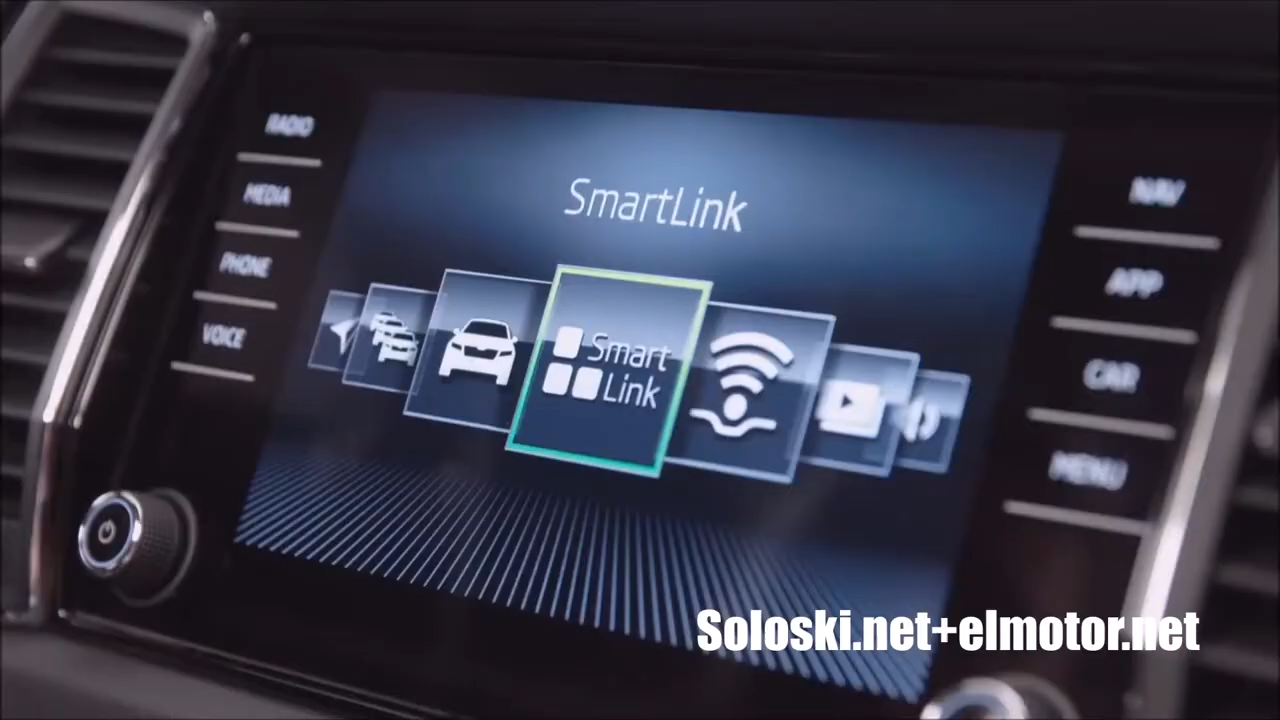 RADIO
MEDIA
PHONE
VOICE
SmartLink
Smart
Link
NAV
APP
CAR
MENU
Soloski.net+elmotor.net